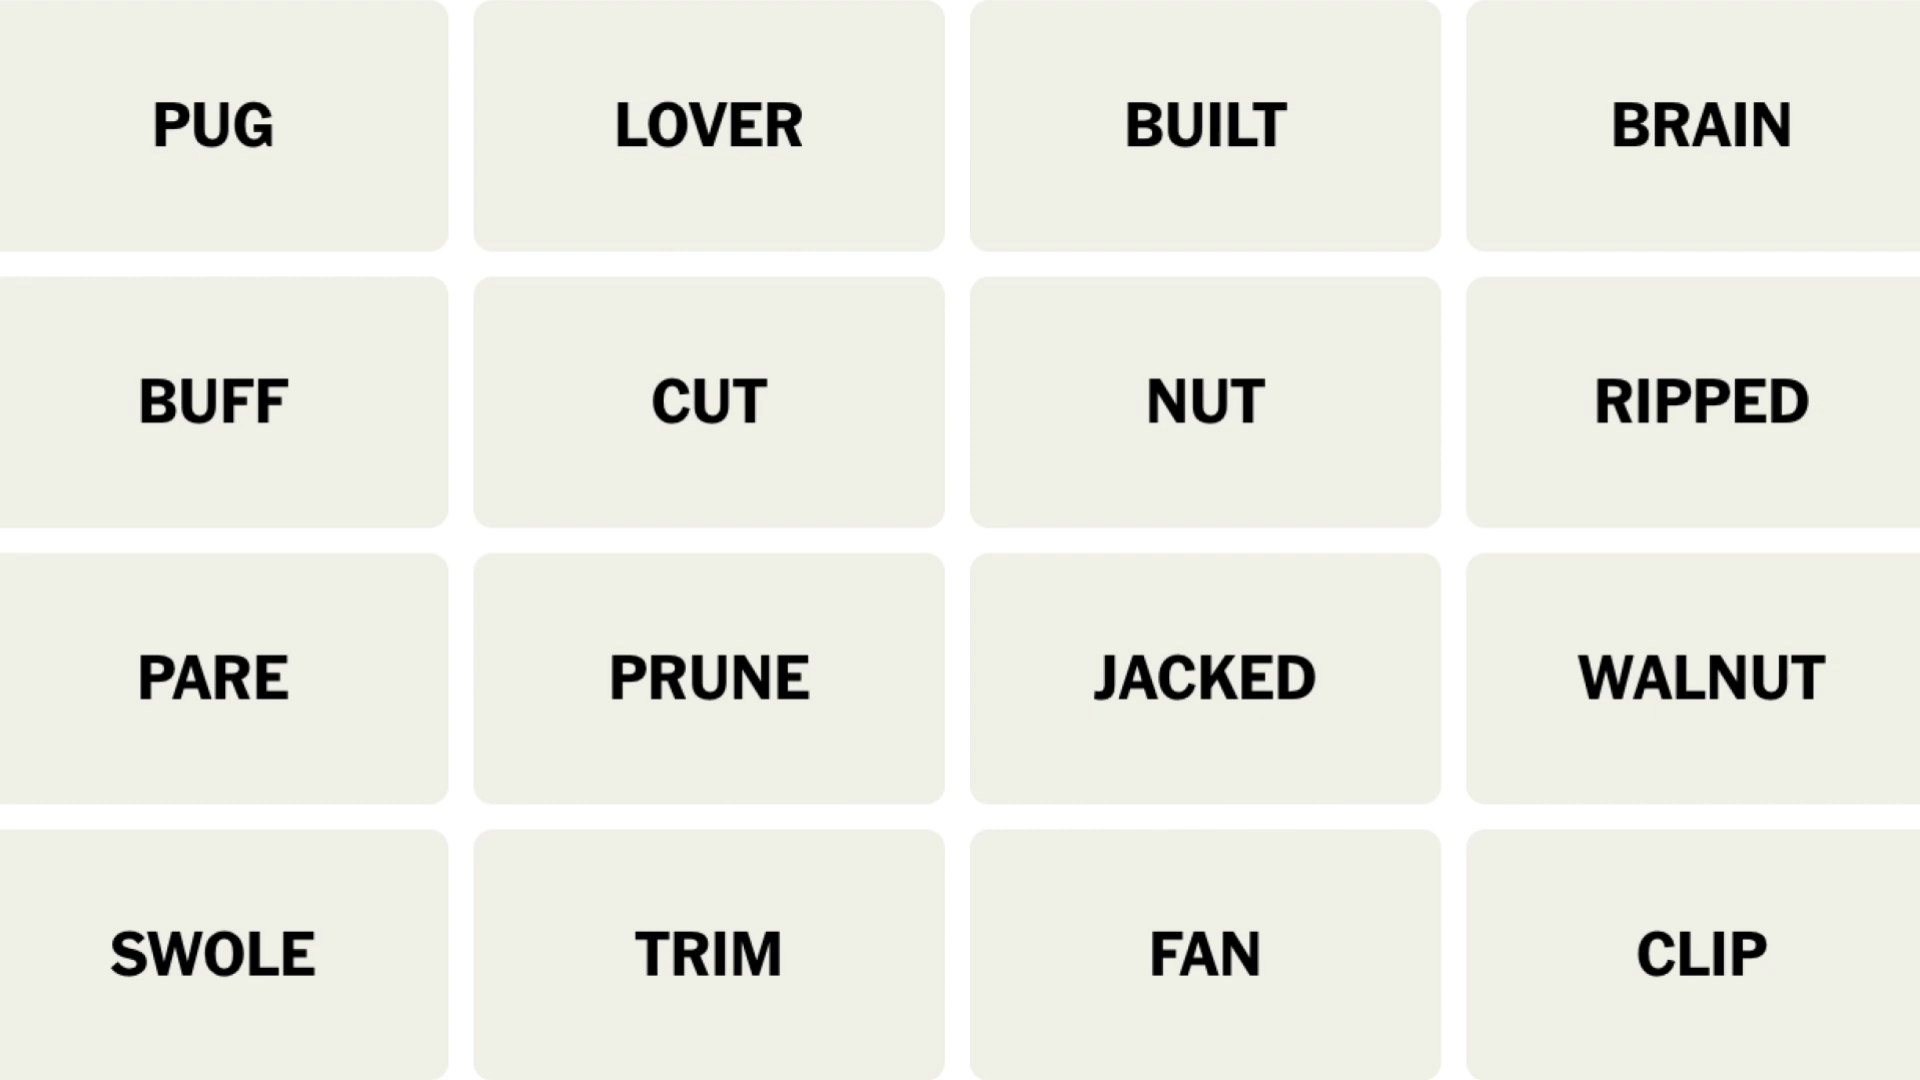 PUG LOVER BUILT BRAIN
BUFF CUT NUT RIPPED
PARE PRUNE JACKED WALNUT
SWOLE TRIM FAN CLIP